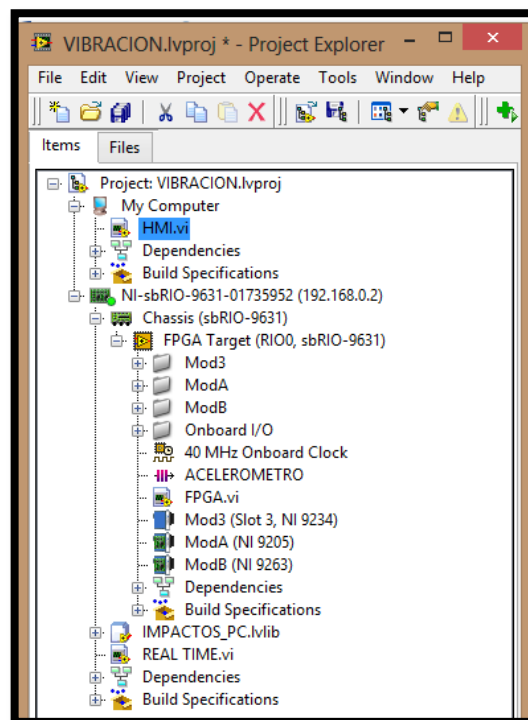 VIBRACION.lvproj * - Project Explorer
File Edit View Project Operate Tools Window Help
Items Files
Project: VIBRACION.lvproj
My Computer
HMI.vi
Dependencies
Build Specifications
NI-sbRIO-9631-01735952 (192.168.0.2)
Chassis (sbRIO-9631)
FPGA Target (RIO0, sbRIO-9631)
Mod3
ModA
ModB
Onboard I/O
40 MHz Onboard Clock
ACELEROMETRO
FPGA.vi
Mod3 (Slot 3, NI 9234)
ModA (NI 9205)
ModB (NI 9263)
Dependencies
Build Specifications
IMPACTOS_PC.lvlib
REAL TIME.vi
Dependencies
Build Specifications